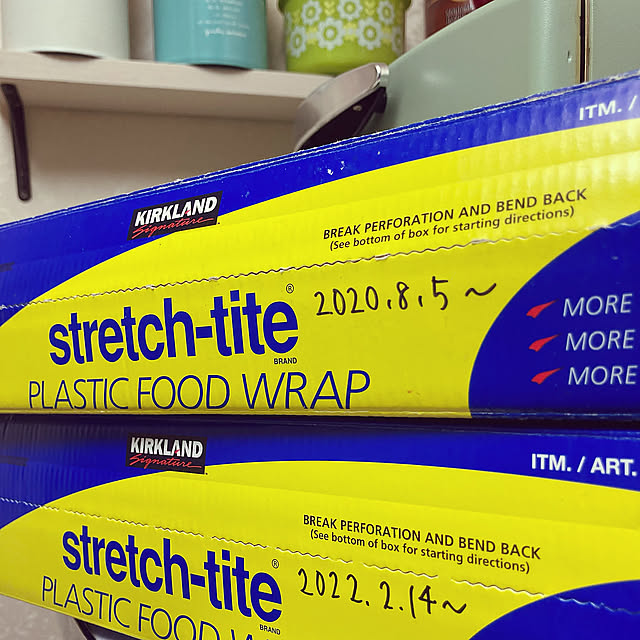 ITM. /
KIRKLAND
Signature
BREAK PERFORATION AND BEND BACK
(See bottom of box for starting directions)
stretch-tite®
BRAND
2020.8.5~
PLASTIC FOOD WRAP
MORE
MORE
MORE
KIRKLAND
Signature
ITM. / ART.
BREAK PERFORATION AND BEND BACK
(See bottom of box for starting directions)
stretch-tite®
BRAND
2022.2.14~
PLASTIC FOOD W